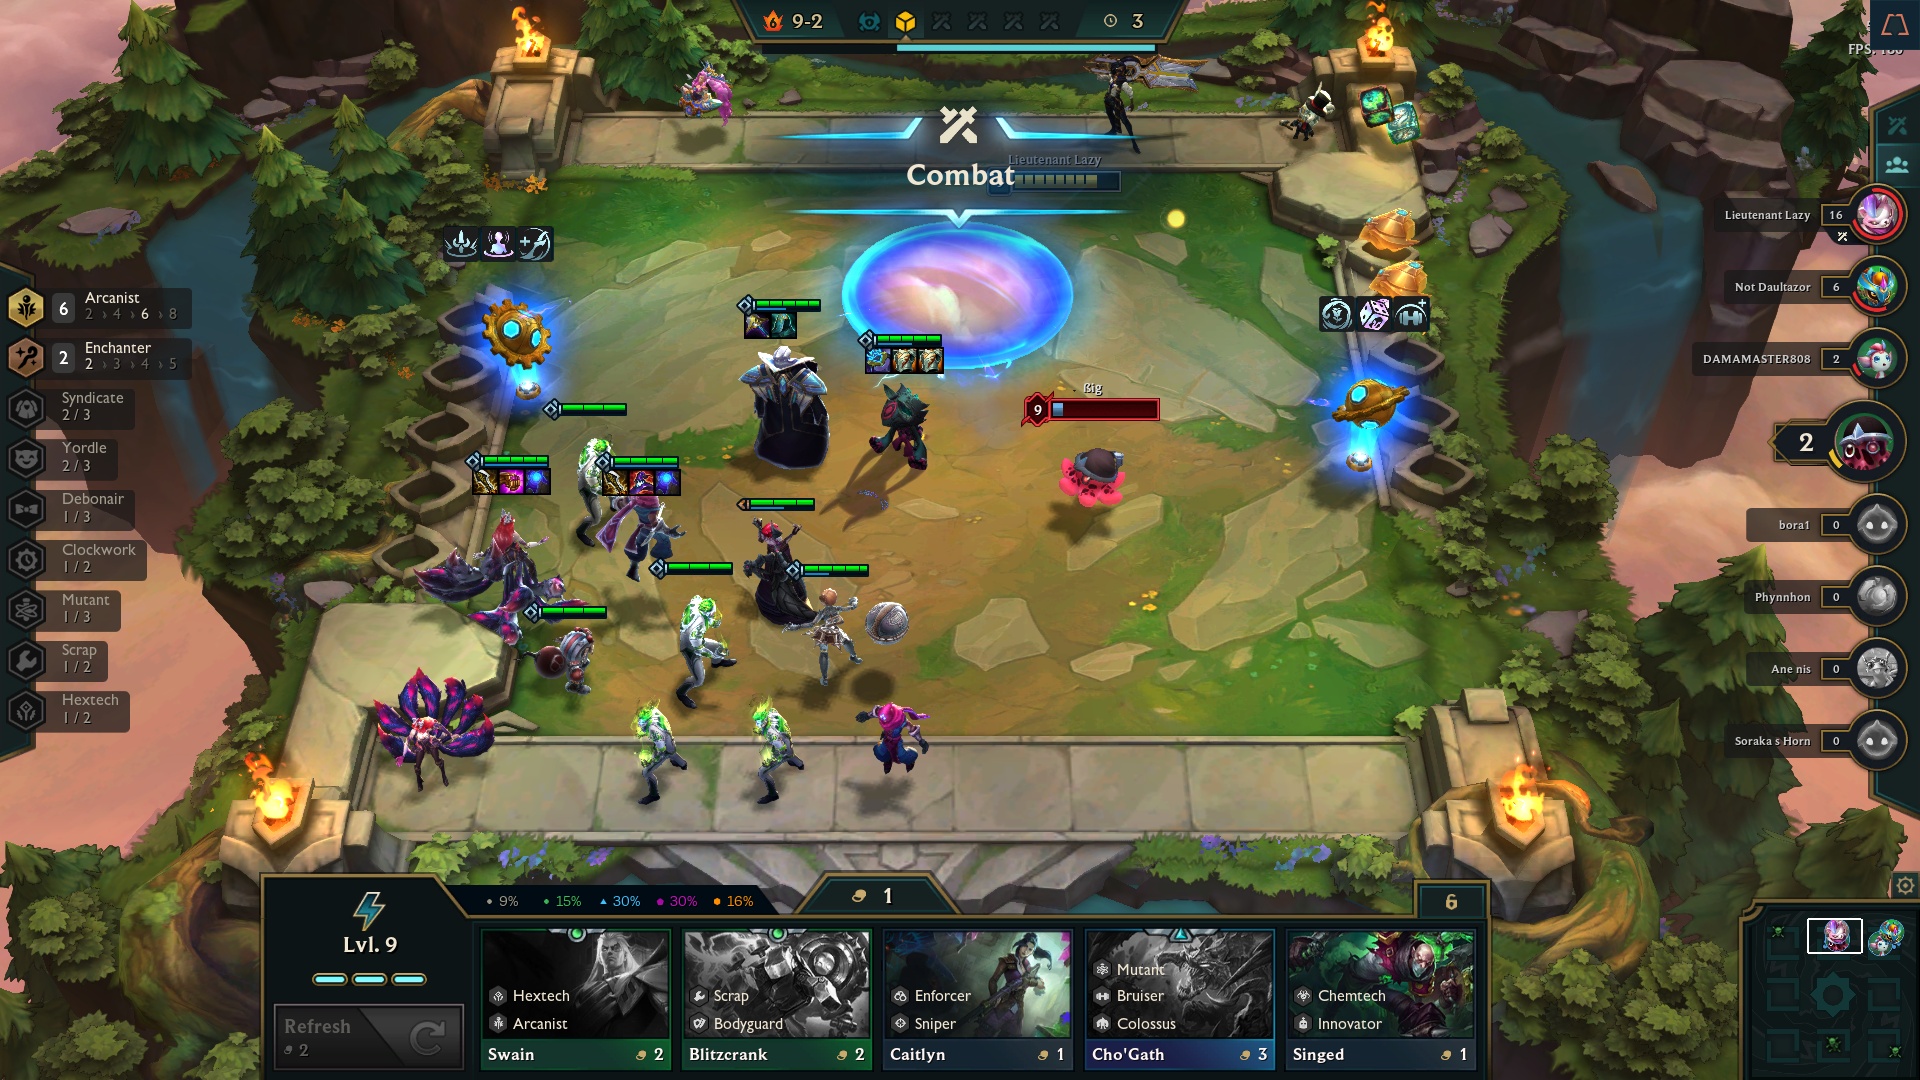 9-2
3
FPS:
Combat
Lieutenant Lazy
Lieutenant Lazy 16
Not Daultazor 6
DAMAMASTER808 2
2
bora1 0
Phynnhon 0
Ane nis 0
Soraka s Horn 0
6 Arcanist
2 › 4 › 6 › 8
2 Enchanter
2 › 3 › 4 › 5
Syndicate
2 / 3
Yordle
2 / 3
Debonair
1 / 3
Clockwork
1 / 2
Mutant
1 / 3
Scrap
1 / 2
Hextech
1 / 2
9
Lvl. 9
9% 15% 30% 30% 16%
1
6
Refresh
2
Hextech
Arcanist
Swain 2
Scrap
Bodyguard
Blitzcrank 2
Enforcer
Sniper
Caitlyn 1
Mutant
Bruiser
Colossus
Cho'Gath 3
Chemtech
Innovator
Singed 1